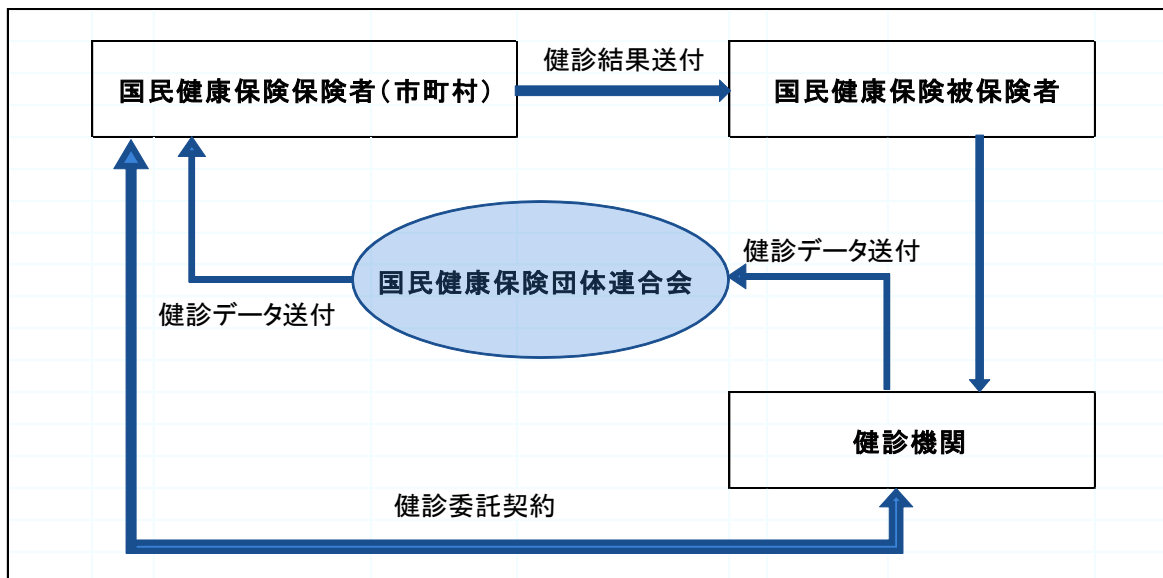 健診結果送付
国民健康保険保険者(市町村)
国民健康保険被保険者
健診データ送付
国民健康保険団体連合会
健診データ送付
健診機関
健診委託契約